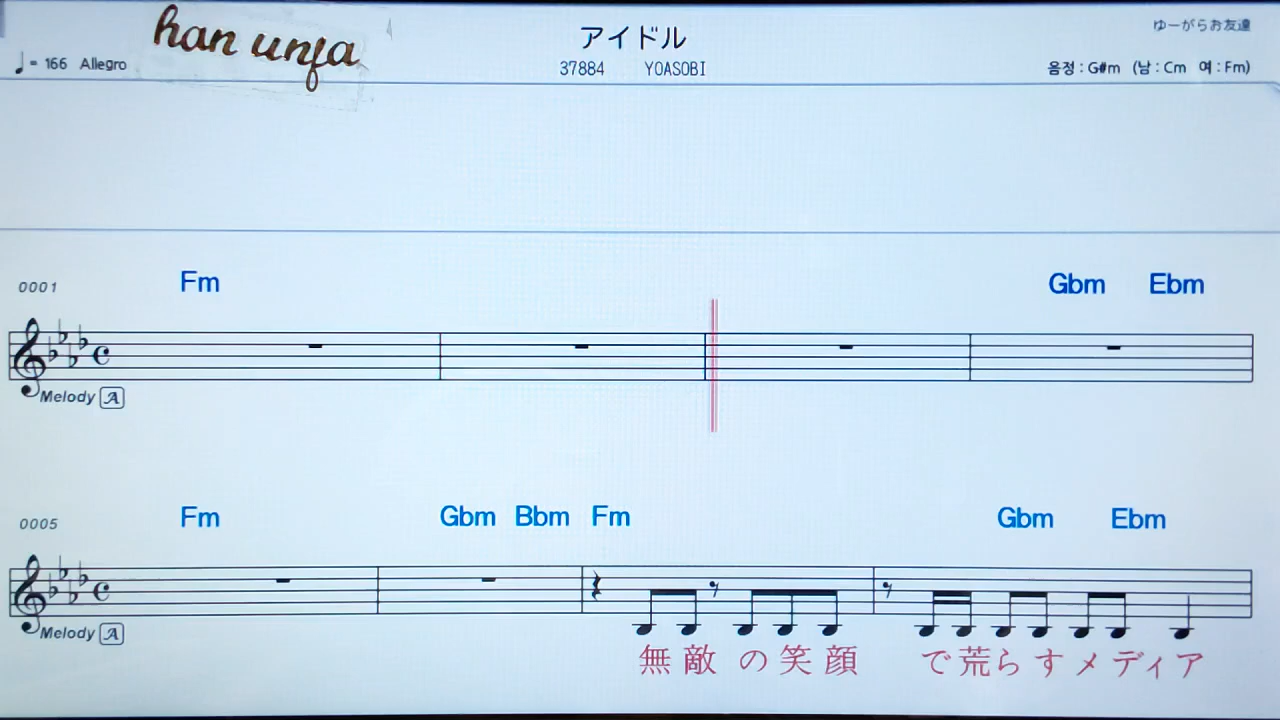 han unfa
アイドル
ゆーがらお友達
♩= 166 Allegro
37884 YOASOBI
음정 : G#m (남 : Cm 여 : Fm)
0001 Fm Gbm Ebm
Melody A
0005 Fm Gbm Bbm Fm Gbm Ebm
Melody A
無敵の笑顔で荒らすメディア